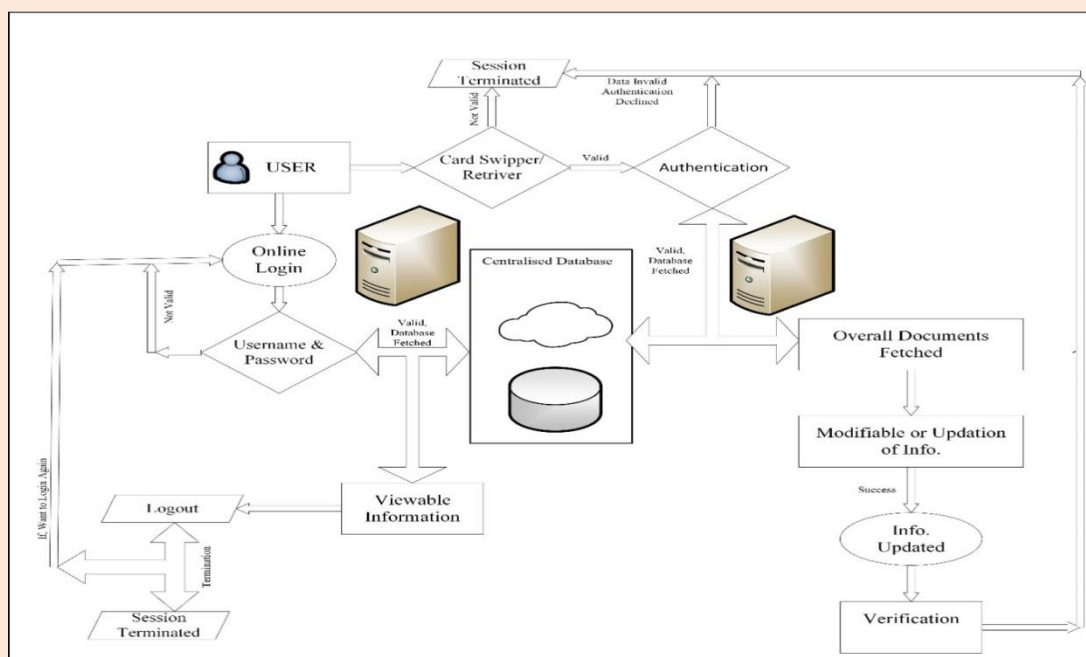 Session
Terminated
Data Invalid
Authentication
Declined
Not Valid
USER
Card Swipper/
Retriver
Valid
Authentication
Online
Login
Centralised Database
Valid,
Database
Fetched
Not Valid
Username &
Password
Valid,
Database
Fetched
Overall Documents
Fetched
Modifiable or Updation
of Info.
Success
If, Want to Login Again
Logout
Viewable
Information
Info.
Updated
Termination
Session
Terminated
Verification